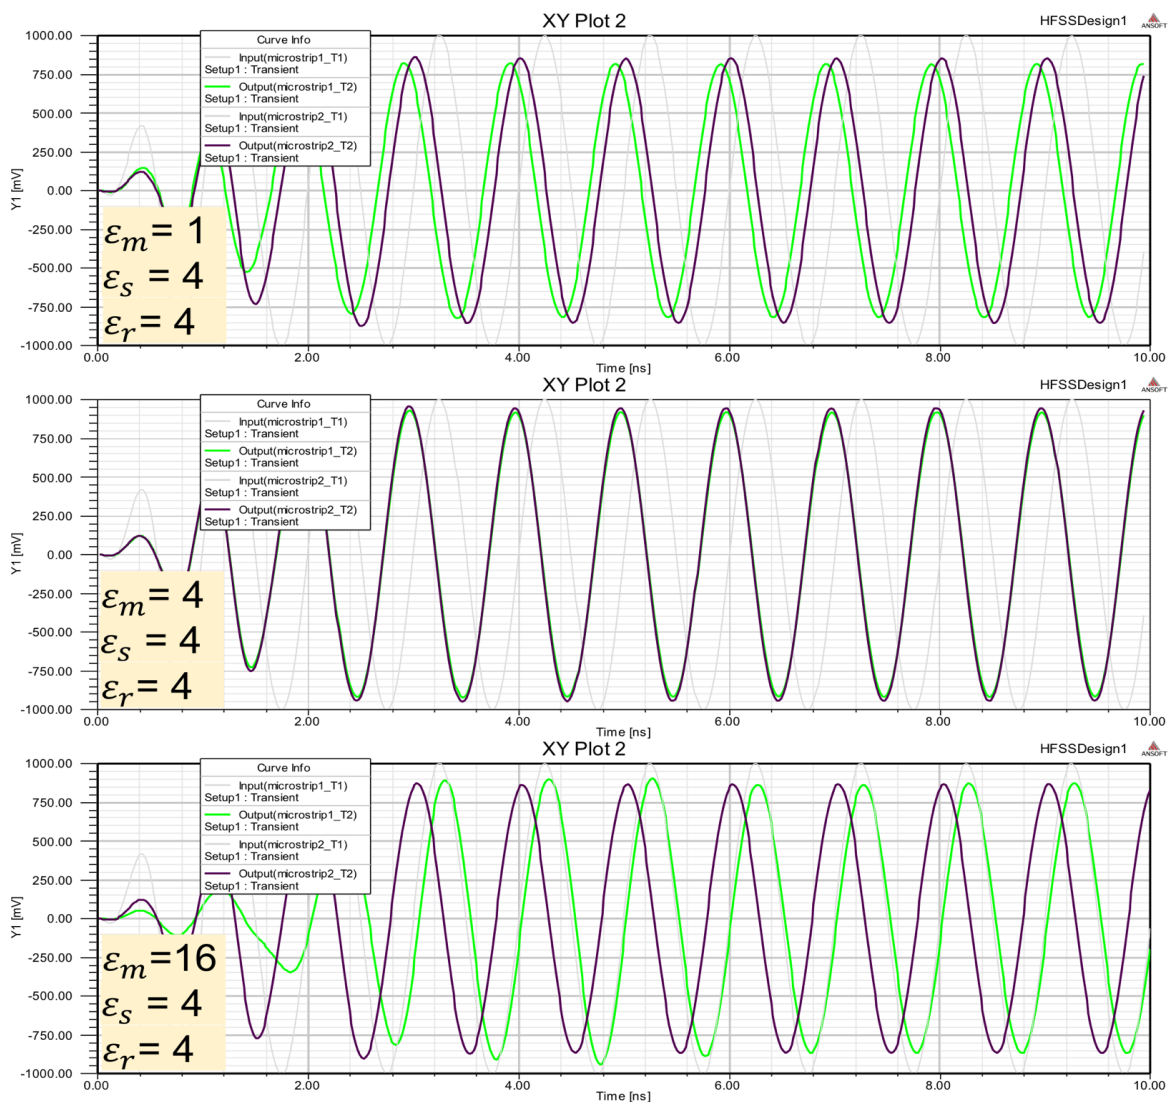 XY Plot 2
HFSSDesign1
ANSOFT
Curve Info
Input(microstrip1_T1)
Setup1 : Transient
Output(microstrip1_T2)
Setup1 : Transient
Input(microstrip2_T1)
Setup1 : Transient
Output(microstrip2_T2)
Setup1 : Transient
1000.00
750.00
500.00
250.00
0.00
-250.00
-500.00
-750.00
-1000.00
Y1 [mV]
εm= 1
εs = 4
εr= 4
0.00 2.00 4.00 6.00 8.00 10.00
Time [ns]
XY Plot 2
HFSSDesign1
ANSOFT
Curve Info
Input(microstrip1_T1)
Setup1 : Transient
Output(microstrip1_T2)
Setup1 : Transient
Input(microstrip2_T1)
Setup1 : Transient
Output(microstrip2_T2)
Setup1 : Transient
1000.00
750.00
500.00
250.00
0.00
-250.00
-500.00
-750.00
-1000.00
Y1 [mV]
εm= 4
εs = 4
εr= 4
0.00 2.00 4.00 6.00 8.00 10.00
Time [ns]
XY Plot 2
HFSSDesign1
ANSOFT
Curve Info
Input(microstrip1_T1)
Setup1 : Transient
Output(microstrip1_T2)
Setup1 : Transient
Input(microstrip2_T1)
Setup1 : Transient
Output(microstrip2_T2)
Setup1 : Transient
1000.00
750.00
500.00
250.00
0.00
-250.00
-500.00
-750.00
-1000.00
Y1 [mV]
εm=16
εs = 4
εr= 4
0.00 2.00 4.00 6.00 8.00 10.00
Time [ns]